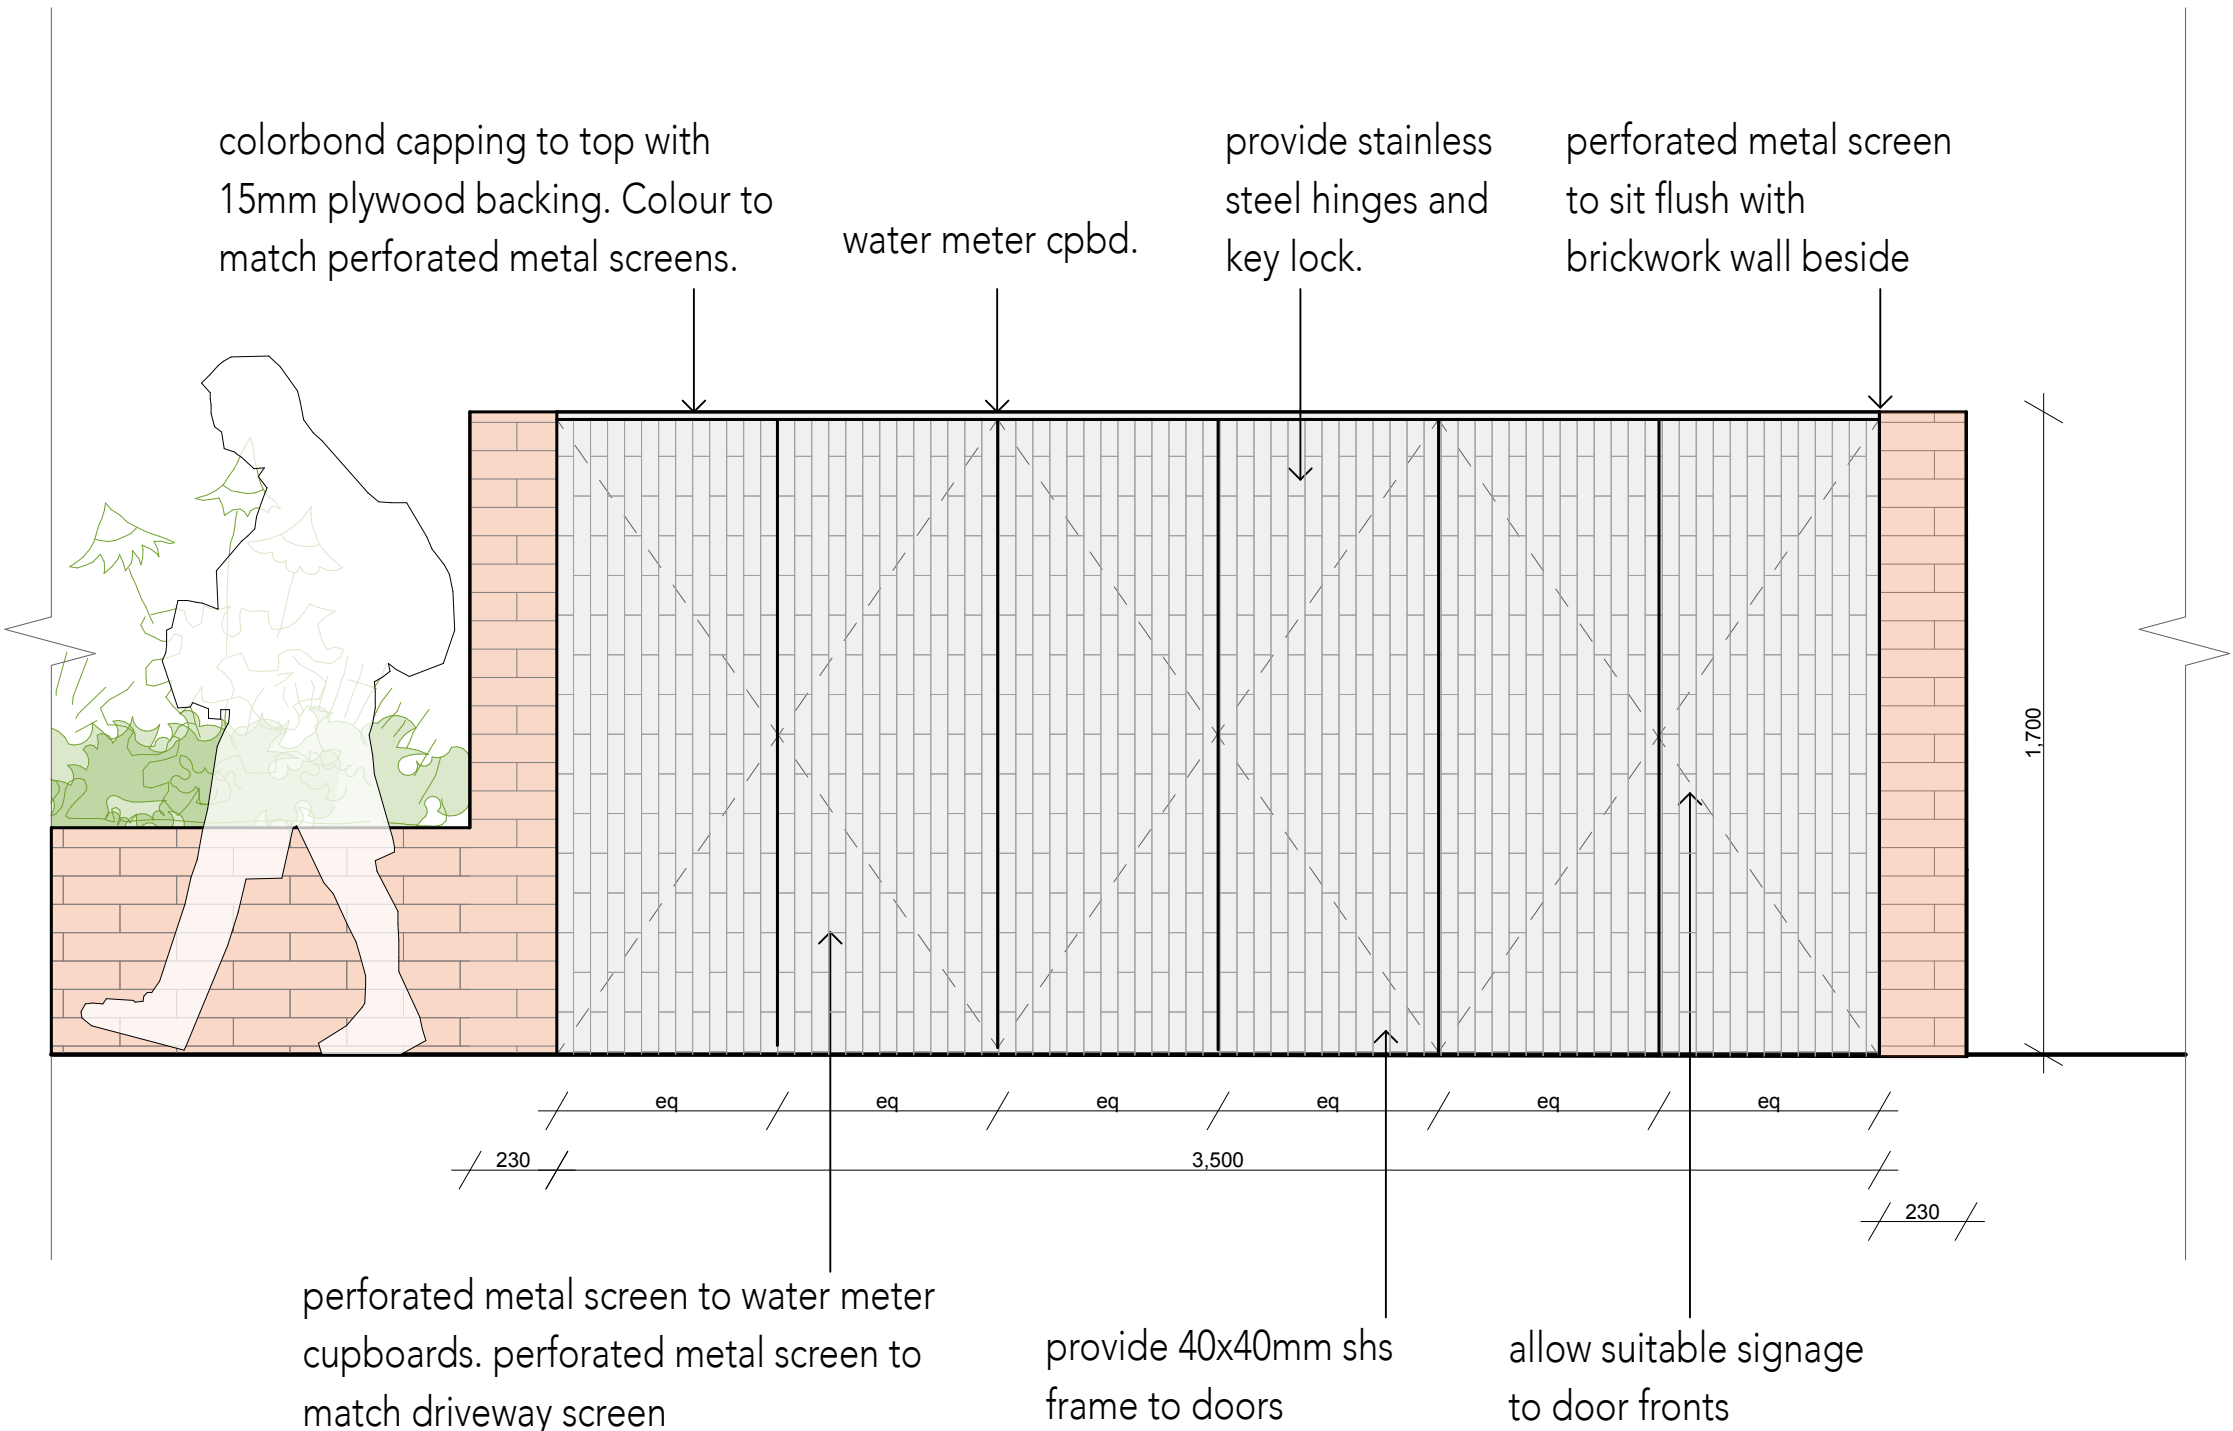 colorbond capping to top with
15mm plywood backing. Colour to
match perforated metal screens.
water meter cpbd.
provide stainless
steel hinges and
key lock.
perforated metal screen
to sit flush with
brickwork wall beside
1,700
eq
eq
eq
eq
eq
eq
230
3,500
230
perforated metal screen to water meter
cupboards. perforated metal screen to
match driveway screen
provide 40x40mm shs
frame to doors
allow suitable signage
to door fronts